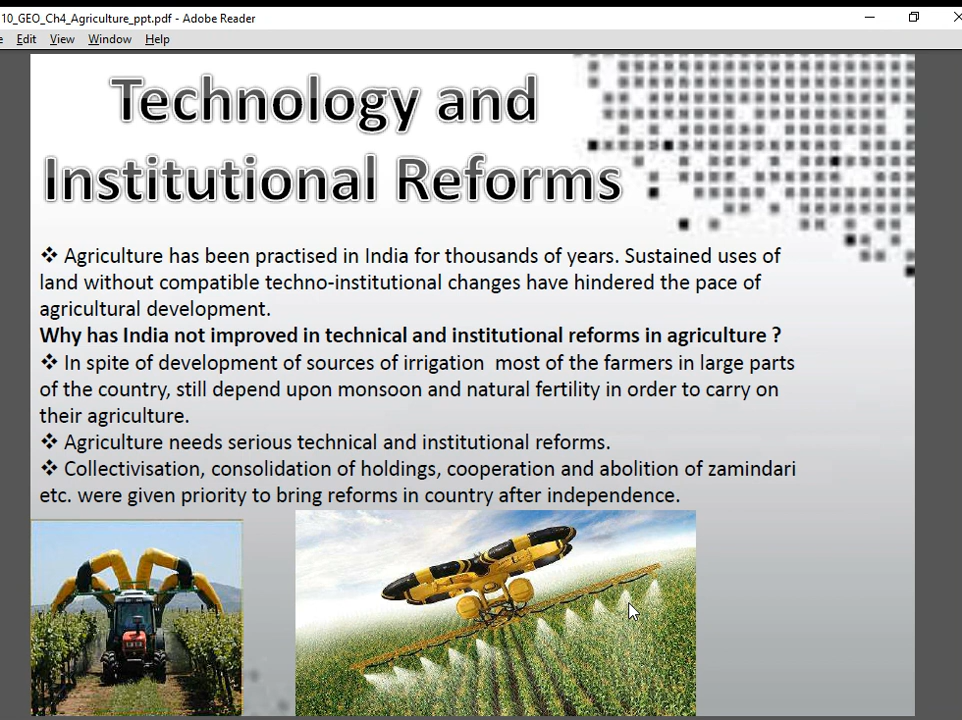 10_GEO_Ch4_Agriculture_ppt.pdf - Adobe Reader
e Edit View Window Help
Technology and
Institutional Reforms
❖ Agriculture has been practised in India for thousands of years. Sustained uses of
land without compatible techno-institutional changes have hindered the pace of
agricultural development.
Why has India not improved in technical and institutional reforms in agriculture ?
❖ In spite of development of sources of irrigation most of the farmers in large parts
of the country, still depend upon monsoon and natural fertility in order to carry on
their agriculture.
❖ Agriculture needs serious technical and institutional reforms.
❖ Collectivisation, consolidation of holdings, cooperation and abolition of zamindari
etc. were given priority to bring reforms in country after independence.